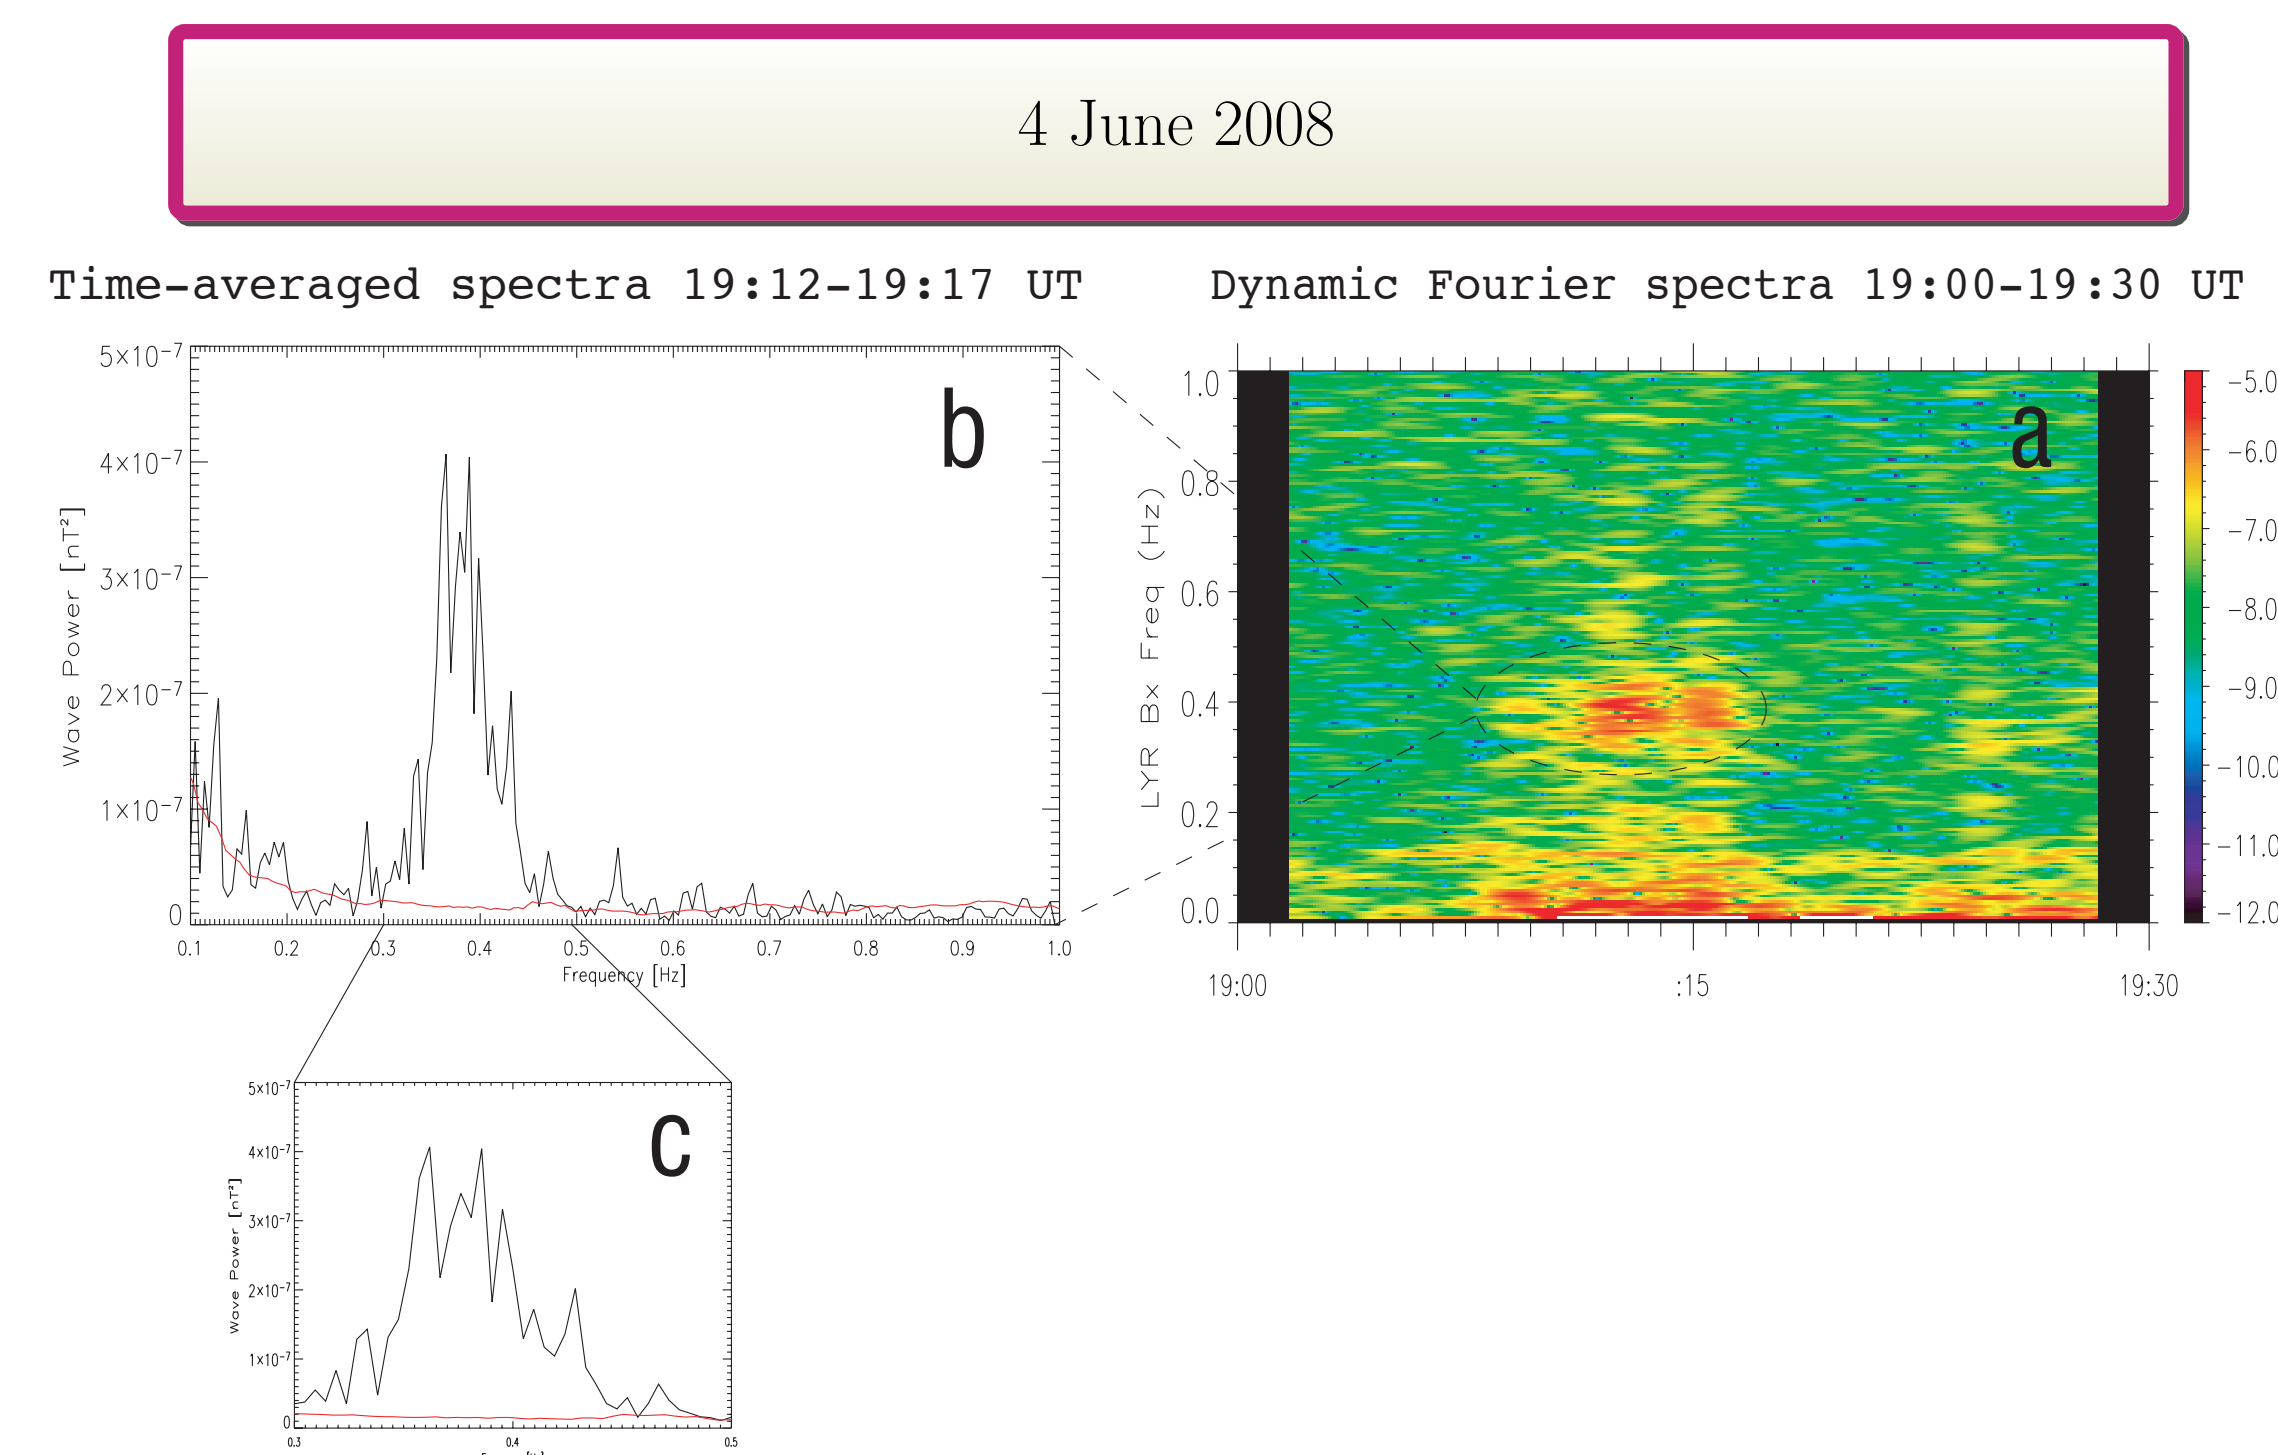 4 June 2008
Time-averaged spectra 19:12-19:17 UT
Dynamic Fourier spectra 19:00-19:30 UT
b
Wave Power [nT²]
5×10⁻⁷
4×10⁻⁷
3×10⁻⁷
2×10⁻⁷
1×10⁻⁷
0
0.1 0.2 0.3 0.4 0.5 0.6 0.7 0.8 0.9 1.0
Frequency [Hz]
a
LYR Bx Freq (Hz)
1.0
0.8
0.6
0.4
0.2
0.0
19:00 :15 19:30
-5.0
-6.0
-7.0
-8.0
-9.0
-10.0
-11.0
-12.0
c
Wave Power [nT²]
5×10⁻⁷
4×10⁻⁷
3×10⁻⁷
2×10⁻⁷
1×10⁻⁷
0
0.3 0.4 0.5